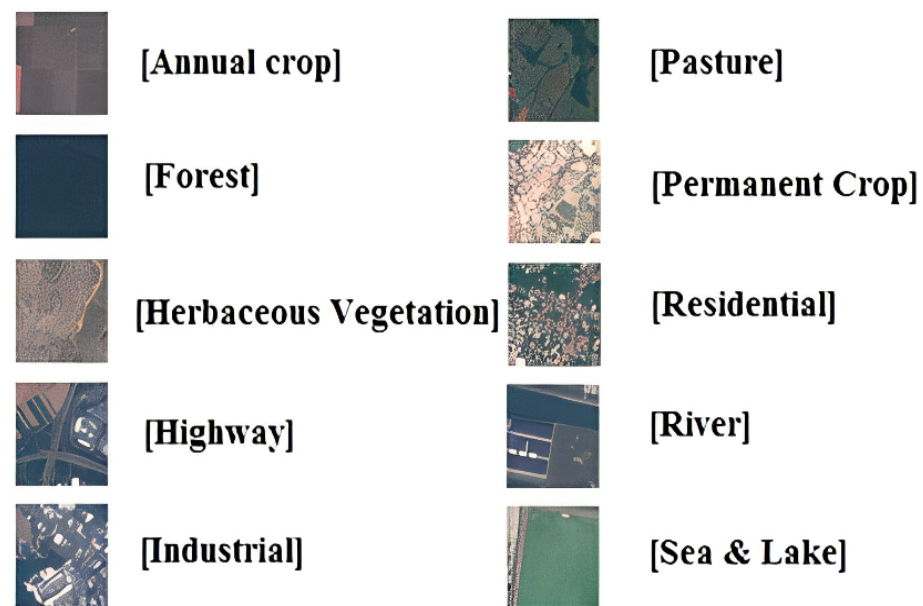 [Annual crop]
[Forest]
[Herbaceous Vegetation]
[Highway]
[Industrial]
[Pasture]
[Permanent Crop]
[Residential]
[River]
[Sea & Lake]